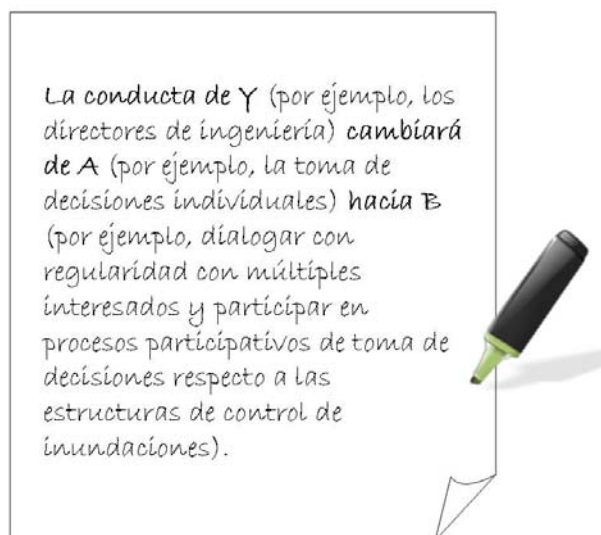 La conducta de Y (por ejemplo, los
directores de ingeniería) cambiará
de A (por ejemplo, la toma de
decisiones individuales) hacia B
(por ejemplo, dialogar con
regularidad con múltiples
interesados y participar en
procesos participativos de toma de
decisiones respecto a las
estructuras de control de
inundaciones).